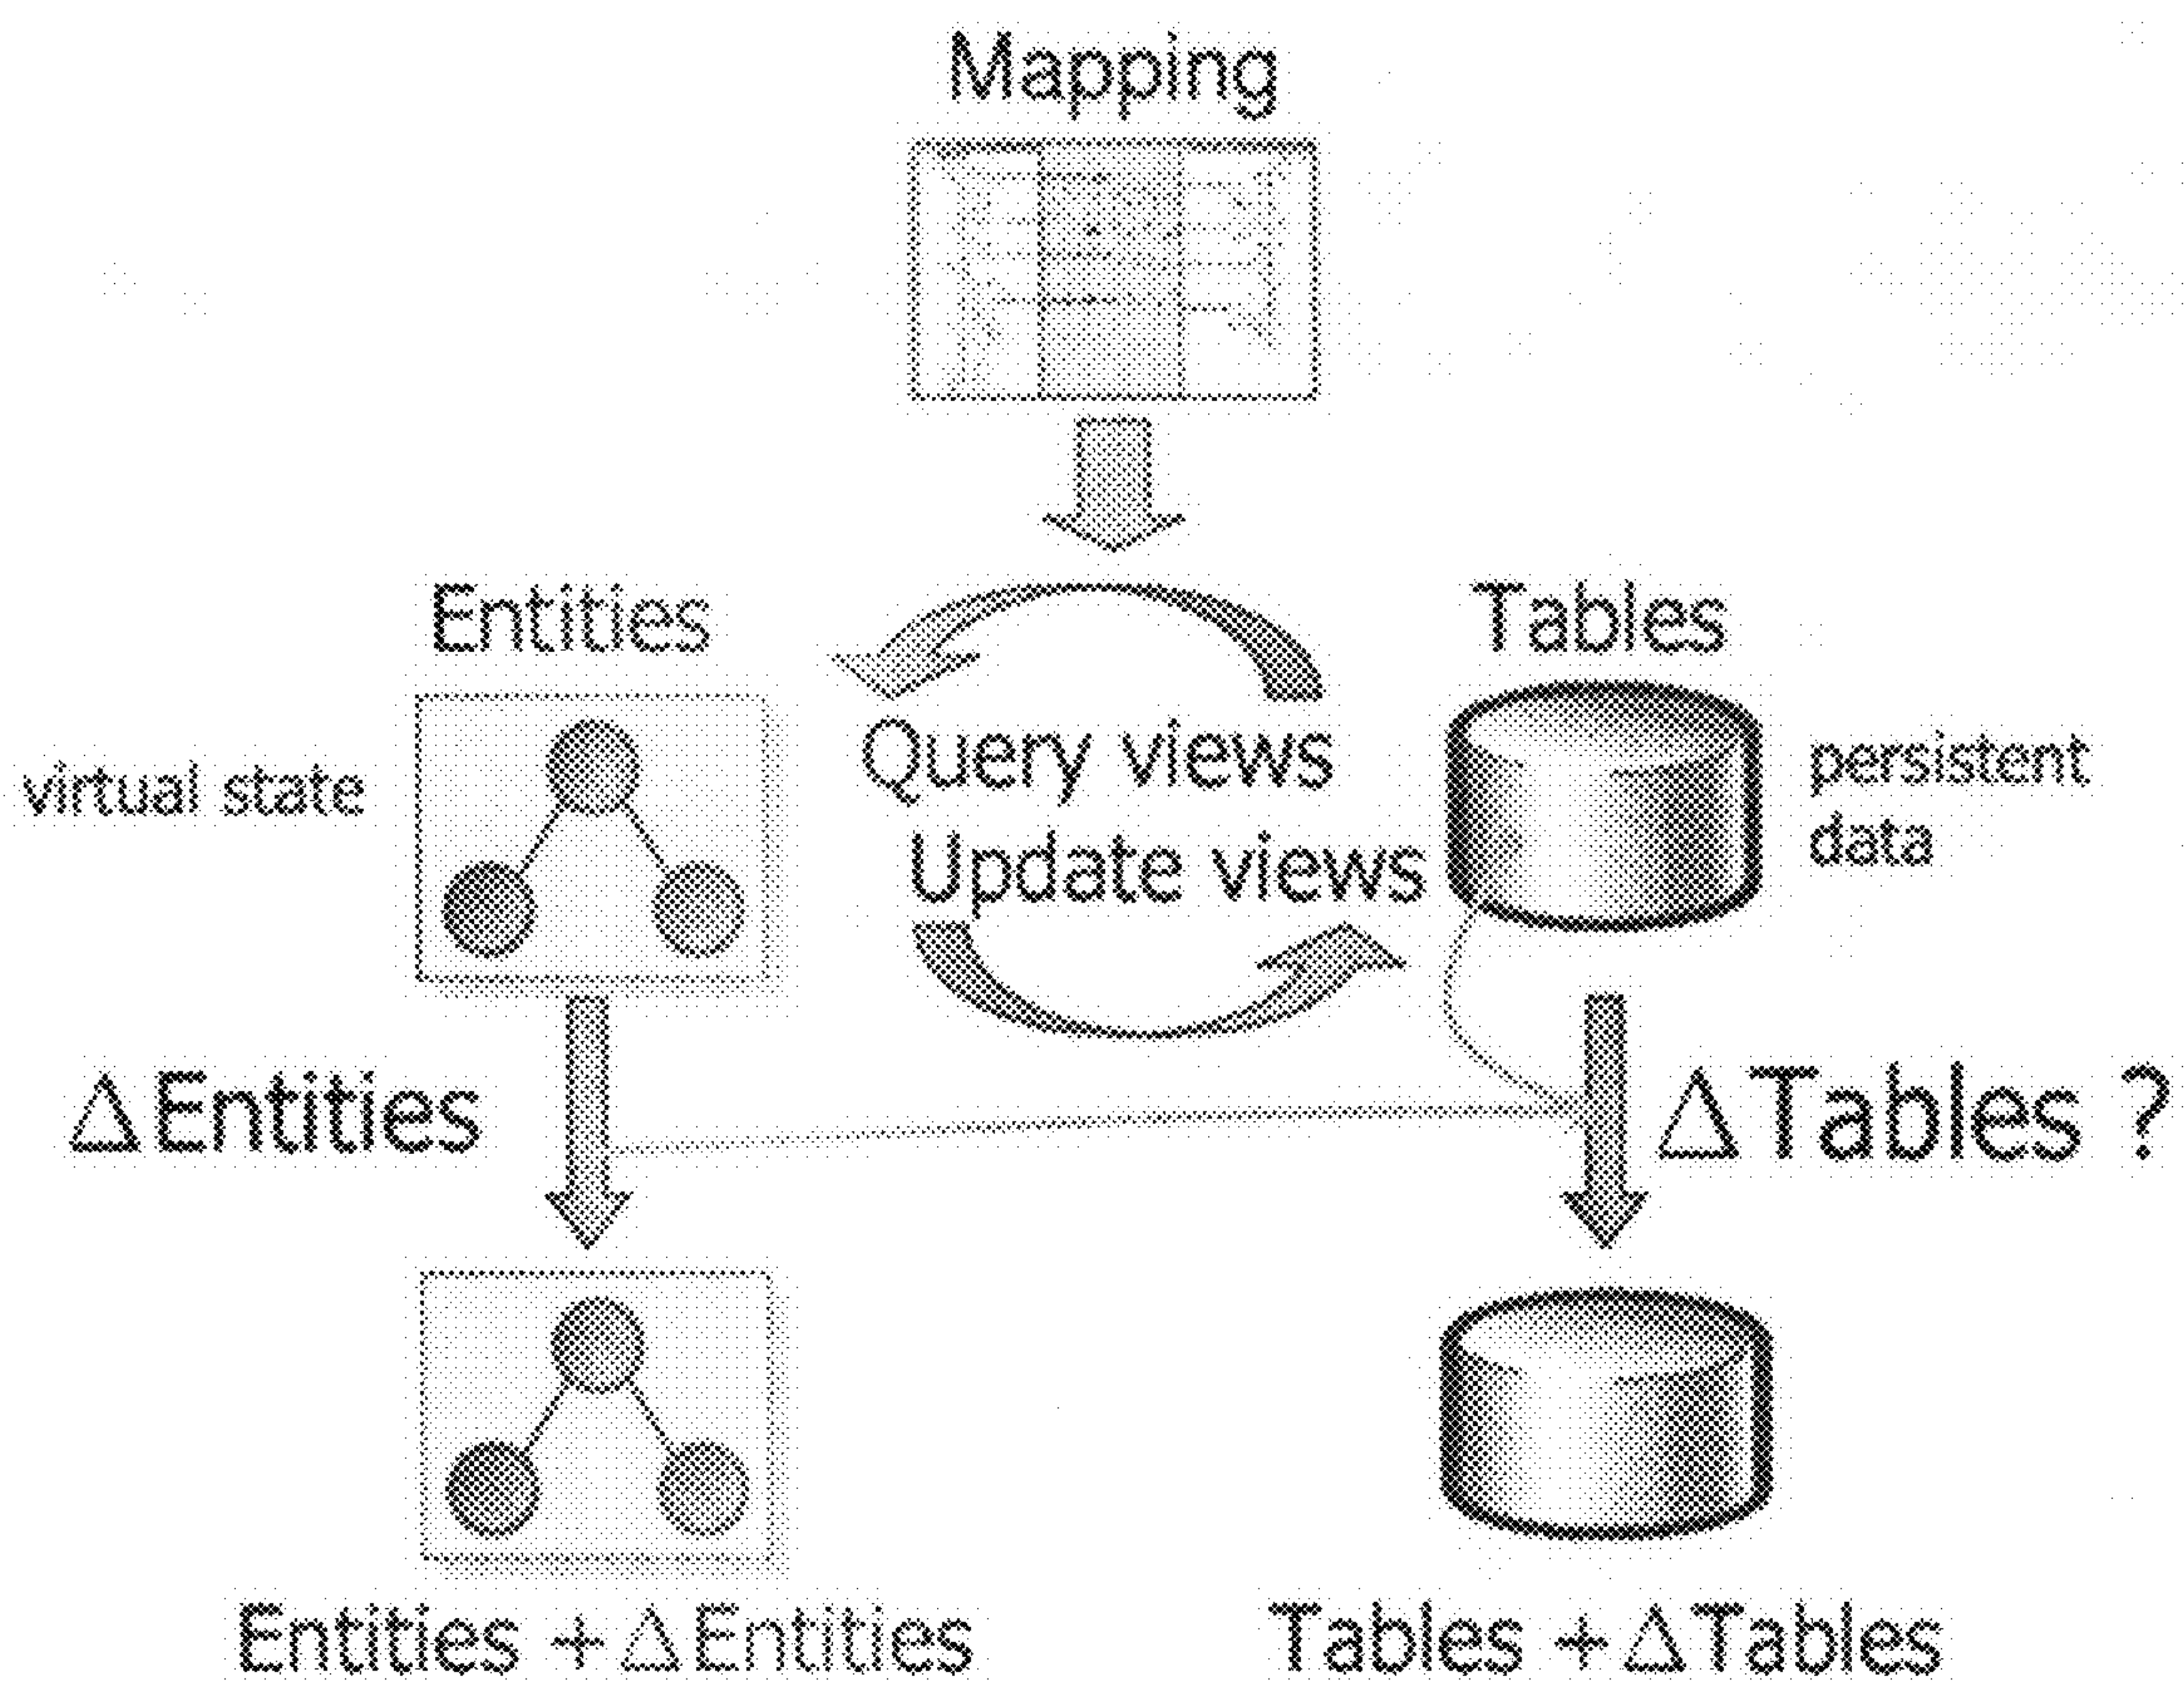 Mapping
Entities
Tables
virtual state
Query views
Update views
persistent
data
ΔEntities
ΔTables ?
Entities + ΔEntities
Tables + ΔTables